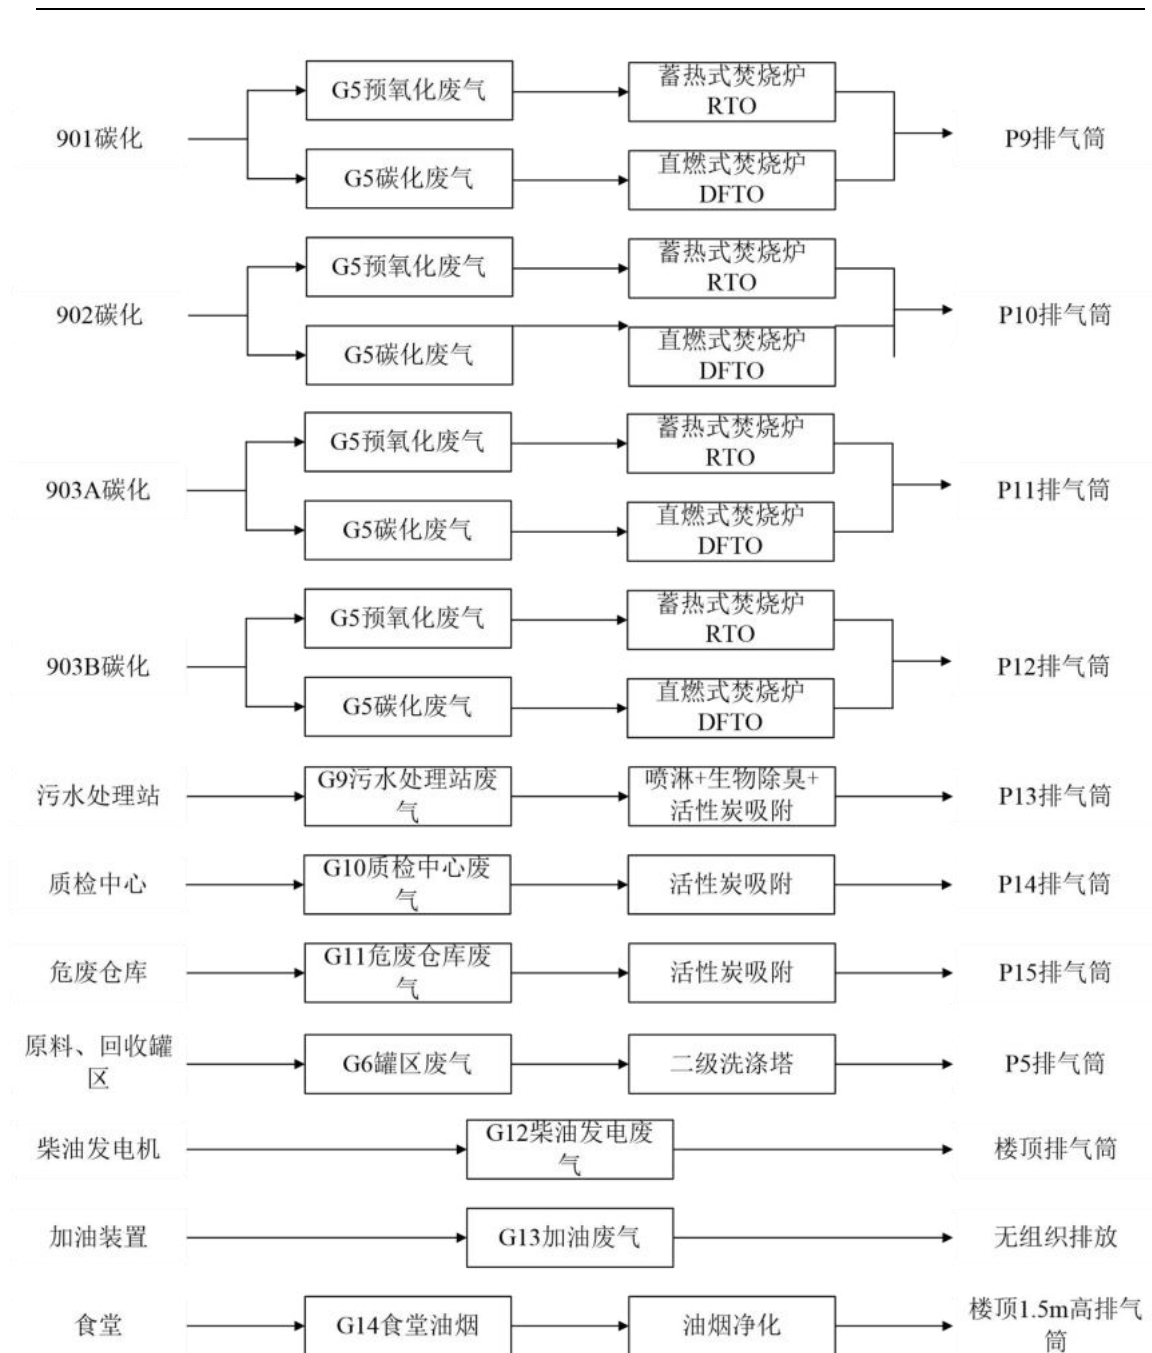 G5预氧化废气
蓄热式焚烧炉
RTO
901碳化
P9排气筒
G5碳化废气
直燃式焚烧炉
DFTO
G5预氧化废气
蓄热式焚烧炉
RTO
902碳化
P10排气筒
G5碳化废气
直燃式焚烧炉
DFTO
G5预氧化废气
蓄热式焚烧炉
RTO
903A碳化
P11排气筒
G5碳化废气
直燃式焚烧炉
DFTO
G5预氧化废气
蓄热式焚烧炉
RTO
903B碳化
P12排气筒
G5碳化废气
直燃式焚烧炉
DFTO
污水处理站
G9污水处理站废
气
喷淋+生物除臭+
活性炭吸附
P13排气筒
质检中心
G10质检中心废
气
活性炭吸附
P14排气筒
危废仓库
G11危废仓库废
气
活性炭吸附
P15排气筒
原料、回收罐
区
G6罐区废气
二级洗涤塔
P5排气筒
柴油发电机
G12柴油发电废
气
楼顶排气筒
加油装置
G13加油废气
无组织排放
食堂
G14食堂油烟
油烟净化
楼顶1.5m高排气
筒